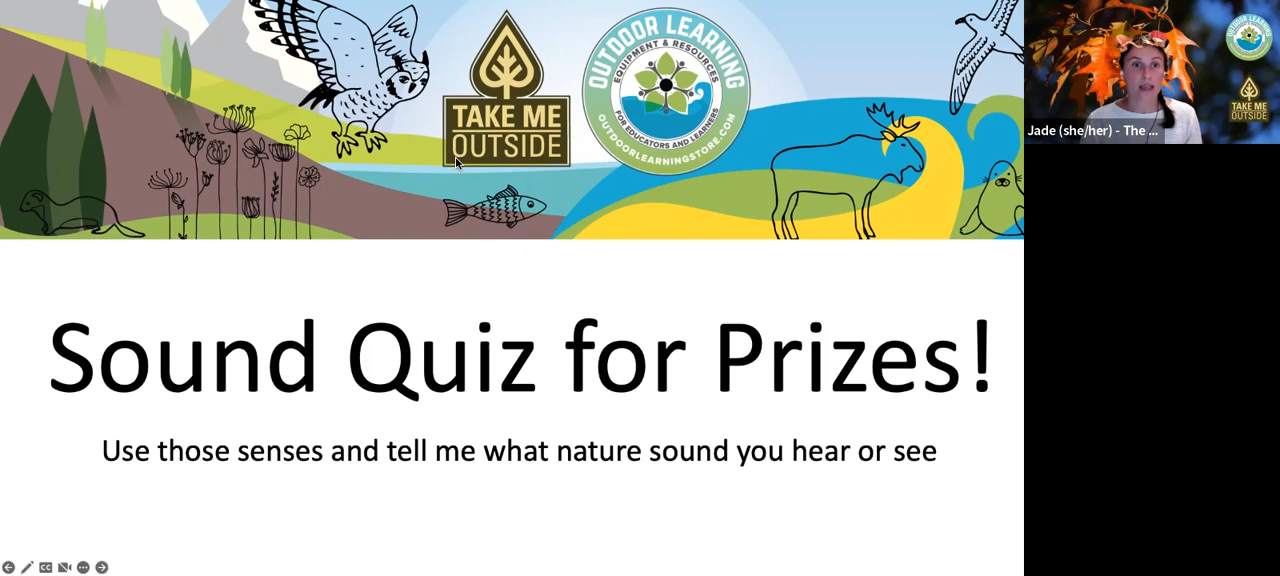 TAKE ME
OUTSIDE
OUTDOOR LEARNING
EQUIPMENT & RESOURCES
FOR EDUCATORS AND LEARNERS
OUTDOORLEARNINGSTORE.COM
Jade (she/her) - The ...
TAKE ME
OUTSIDE
Sound Quiz for Prizes!
Use those senses and tell me what nature sound you hear or see
CC